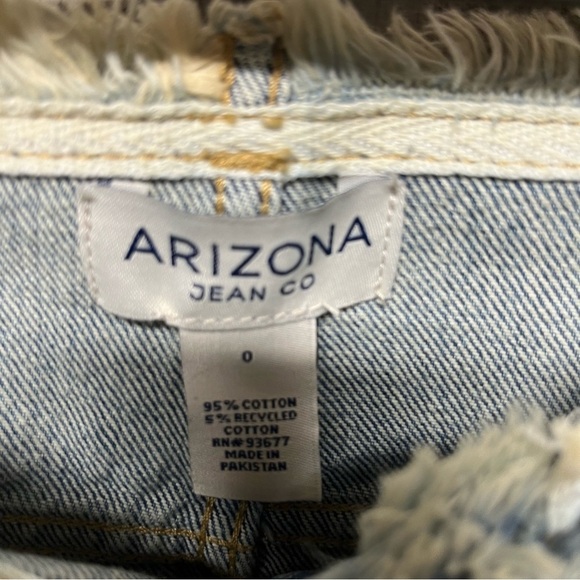 ARIZONA
JEAN CO
0
95% COTTON
5% RECYCLED
COTTON
RN# 93677
MADE IN
PAKISTAN